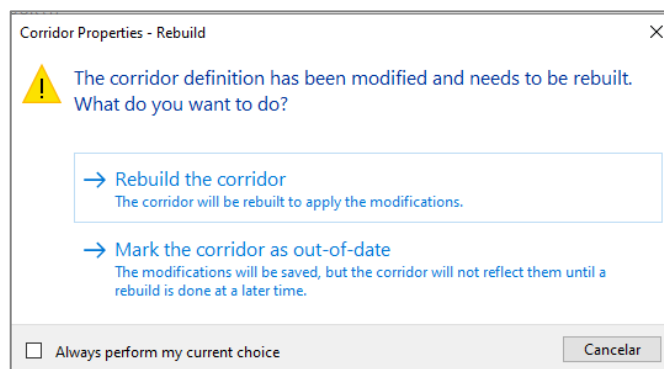 Corridor Properties - Rebuild
The corridor definition has been modified and needs to be rebuilt.
What do you want to do?
Rebuild the corridor
The corridor will be rebuilt to apply the modifications.
Mark the corridor as out-of-date
The modifications will be saved, but the corridor will not reflect them until a
rebuild is done at a later time.
Always perform my current choice
Cancelar